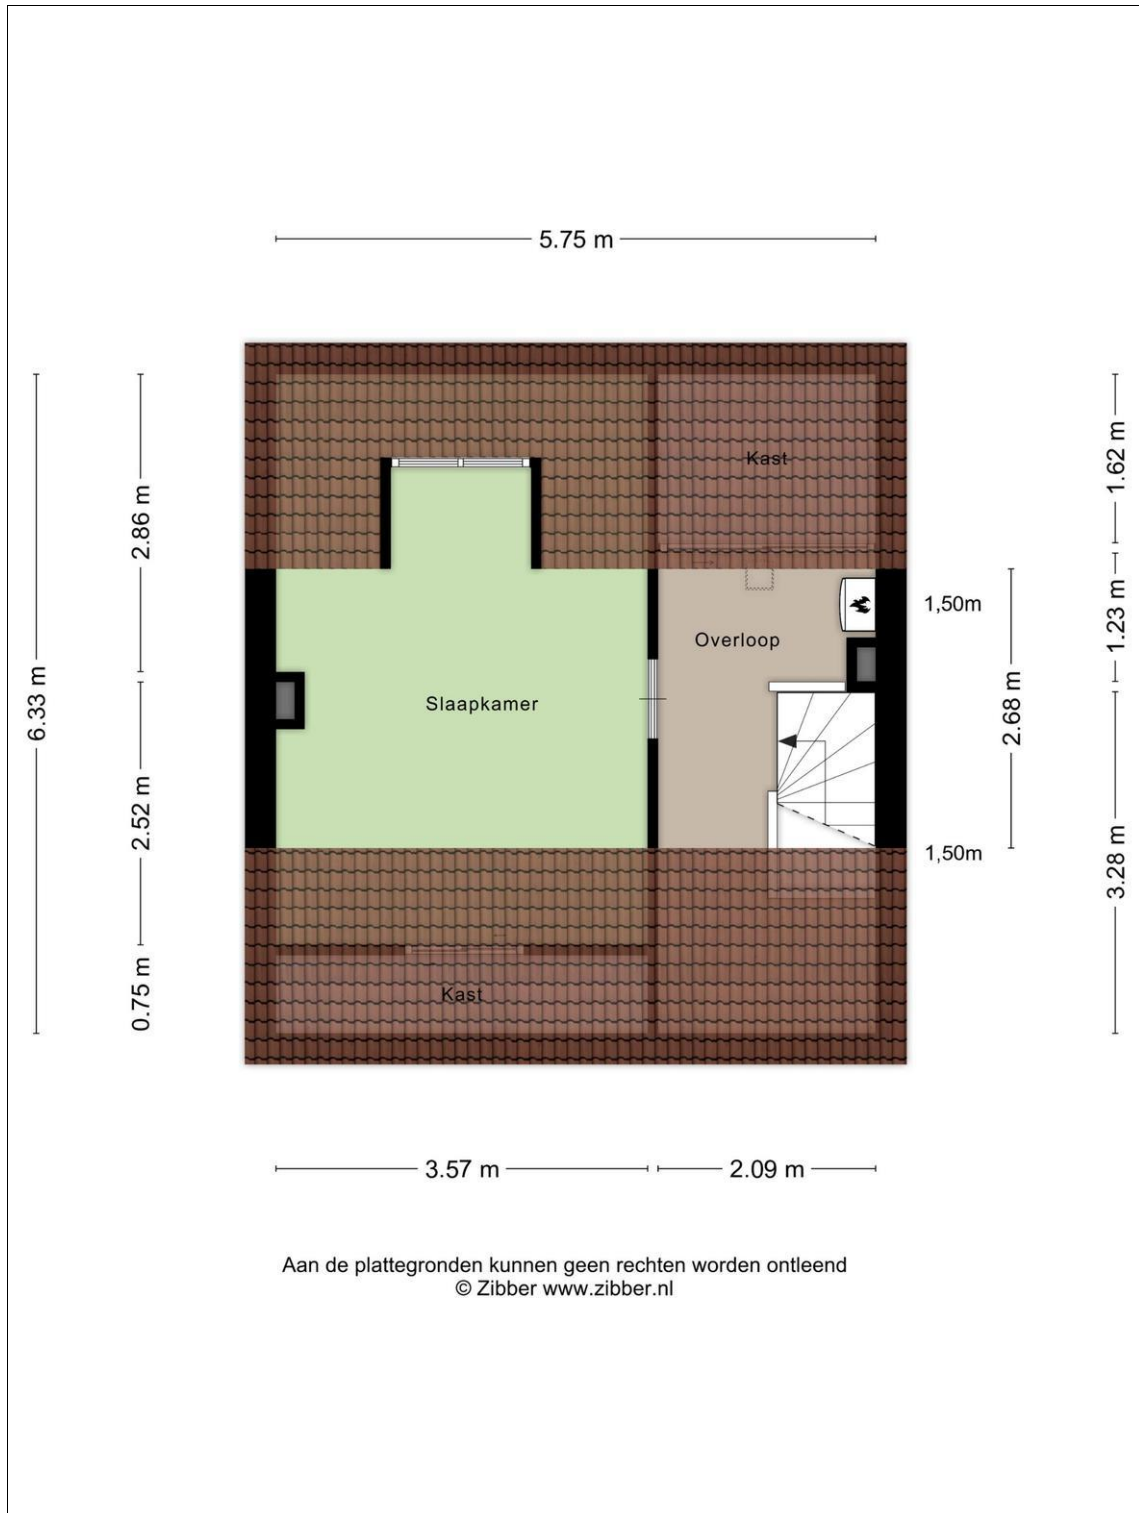 5.75 m
Kast
1.62 m
2.86 m
1,50m
1.23 m
Overloop
6.33 m
Slaapkamer
2.68 m
2.52 m
1,50m
3.28 m
0.75 m
Kast
3.57 m
2.09 m
Aan de plattegronden kunnen geen rechten worden ontleend
© Zibber www.zibber.nl